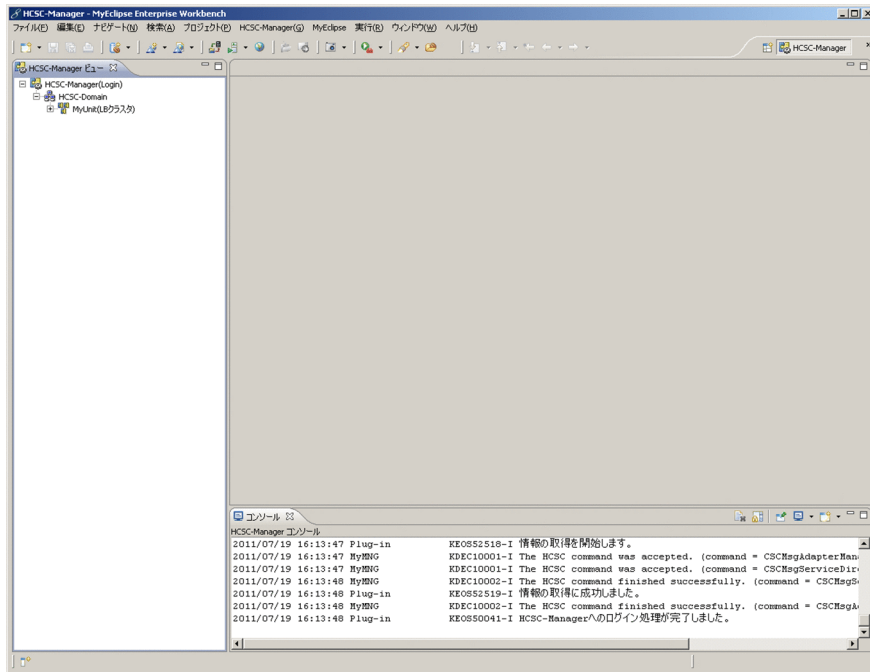 HCSC-Manager - MyEclipse Enterprise Workbench
ファイル(F) 編集(E) ナビゲート(N) 検索(A) プロジェクト(P) HCSC-Manager(G) MyEclipse 実行(R) ウィンドウ(W) ヘルプ(H)
HCSC-Manager
HCSC-Manager ビュー
HCSC-Manager(Login)
HCSC-Domain
MyUnit(LBクラスタ)
コンソール
HCSC-Manager コンソール
2011/07/19 16:13:47 Plug-in KEOS52518-I 情報の取得を開始します。
2011/07/19 16:13:47 MyMNG KDEC10001-I The HCSC command was accepted. (command = CSCMsgAdapterMan
2011/07/19 16:13:47 MyMNG KDEC10001-I The HCSC command was accepted. (command = CSCMsgServiceDir
2011/07/19 16:13:48 MyMNG KDEC10002-I The HCSC command finished successfully. (command = CSCMsgS
2011/07/19 16:13:48 Plug-in KEOS52519-I 情報の取得に成功しました。
2011/07/19 16:13:48 MyMNG KDEC10002-I The HCSC command finished successfully. (command = CSCMsgA
2011/07/19 16:13:48 Plug-in KEOS50041-I HCSC-Managerへのログイン処理が完了しました。